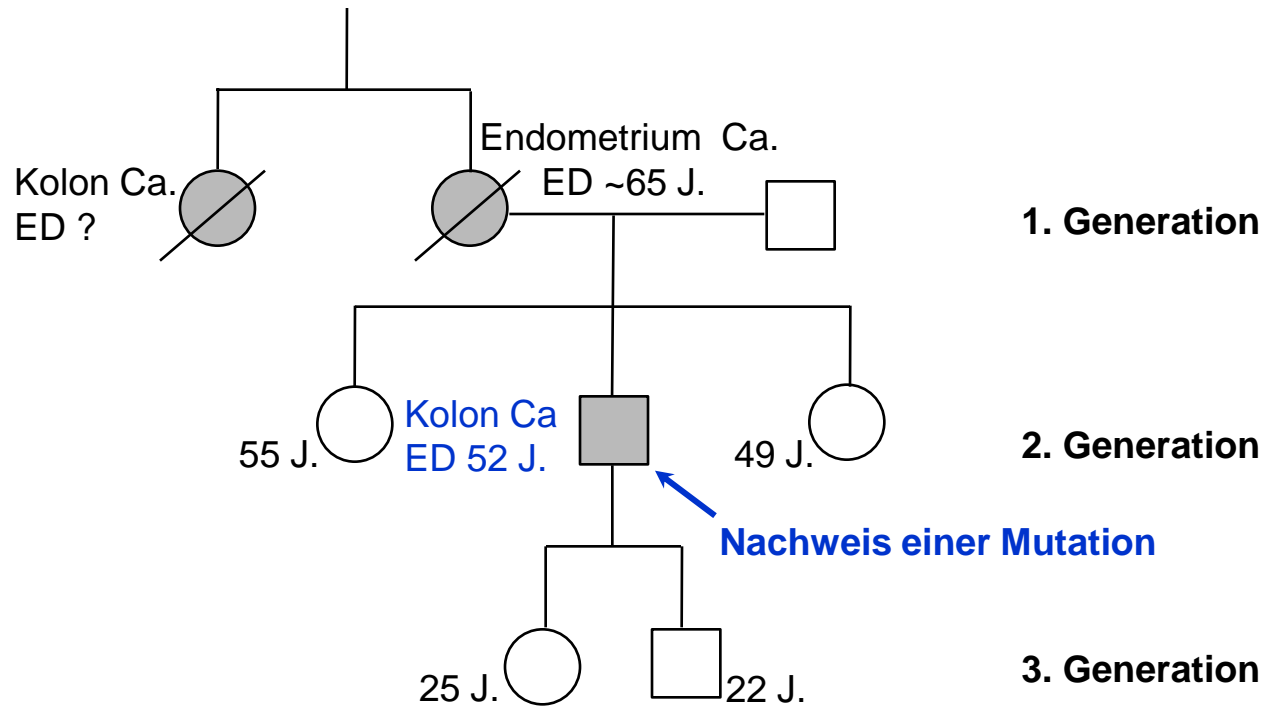 Endometrium Ca.
ED ~65 J.
Kolon Ca.
ED ?
1. Generation
Kolon Ca
ED 52 J.
55 J.
49 J.
2. Generation
Nachweis einer Mutation
25 J.
22 J.
3. Generation